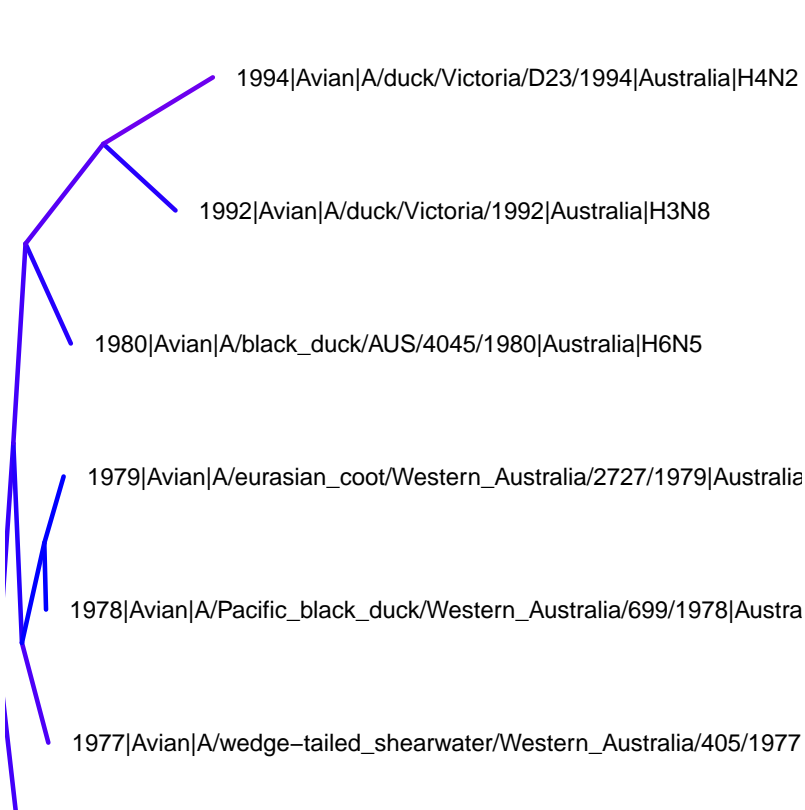 1994|Avian|A/duck/Victoria/D23/1994|Australia|H4N2
1992|Avian|A/duck/Victoria/1992|Australia|H3N8
1980|Avian|A/black_duck/AUS/4045/1980|Australia|H6N5
1979|Avian|A/eurasian_coot/Western_Australia/2727/1979|Australia
1978|Avian|A/Pacific_black_duck/Western_Australia/699/1978|Austra
1977|Avian|A/wedge−tailed_shearwater/Western_Australia/405/1977